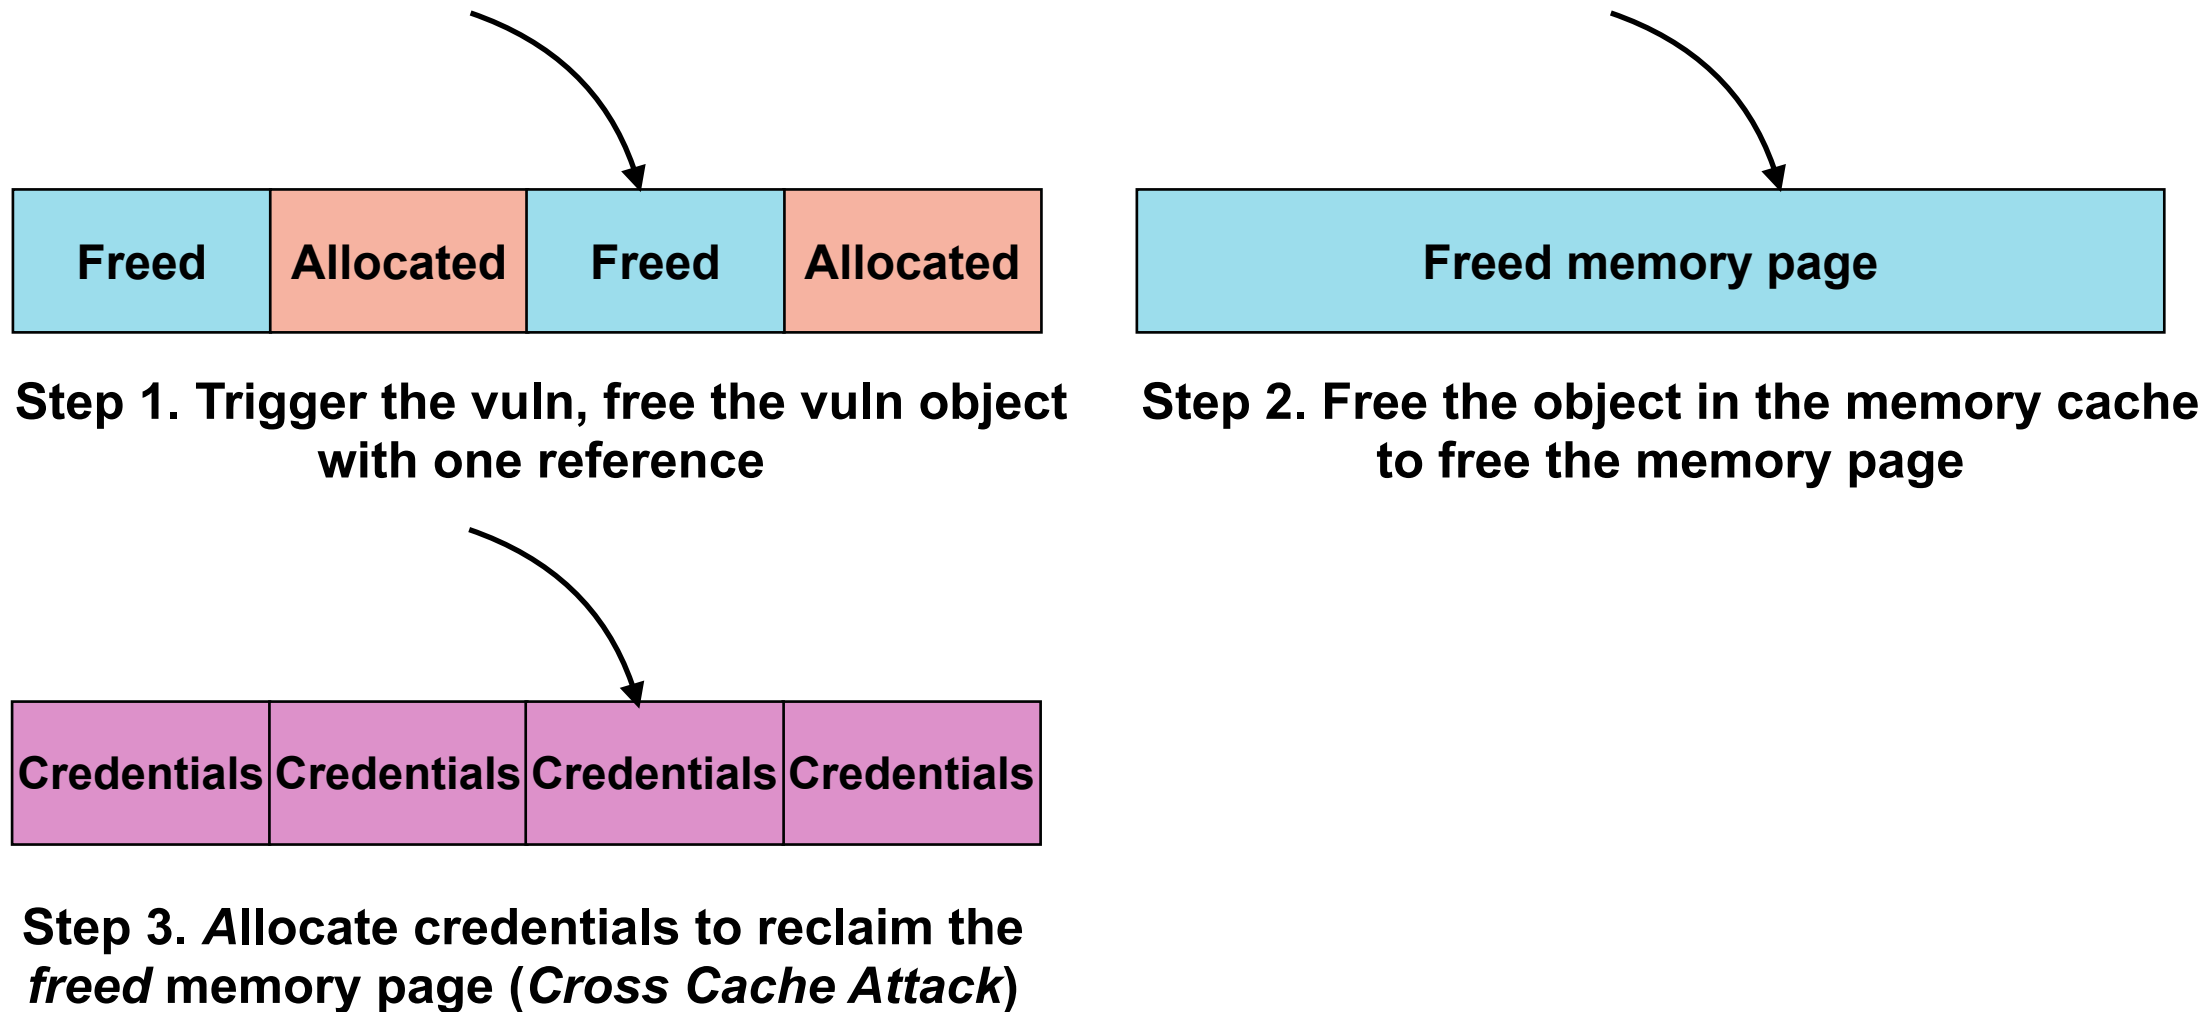 Freed
Allocated
Freed
Allocated
Step 1. Trigger the vuln, free the vuln object
with one reference
Freed memory page
Step 2. Free the object in the memory cache
to free the memory page
Credentials
Credentials
Credentials
Credentials
Step 3. Allocate credentials to reclaim the
freed memory page (Cross Cache Attack)